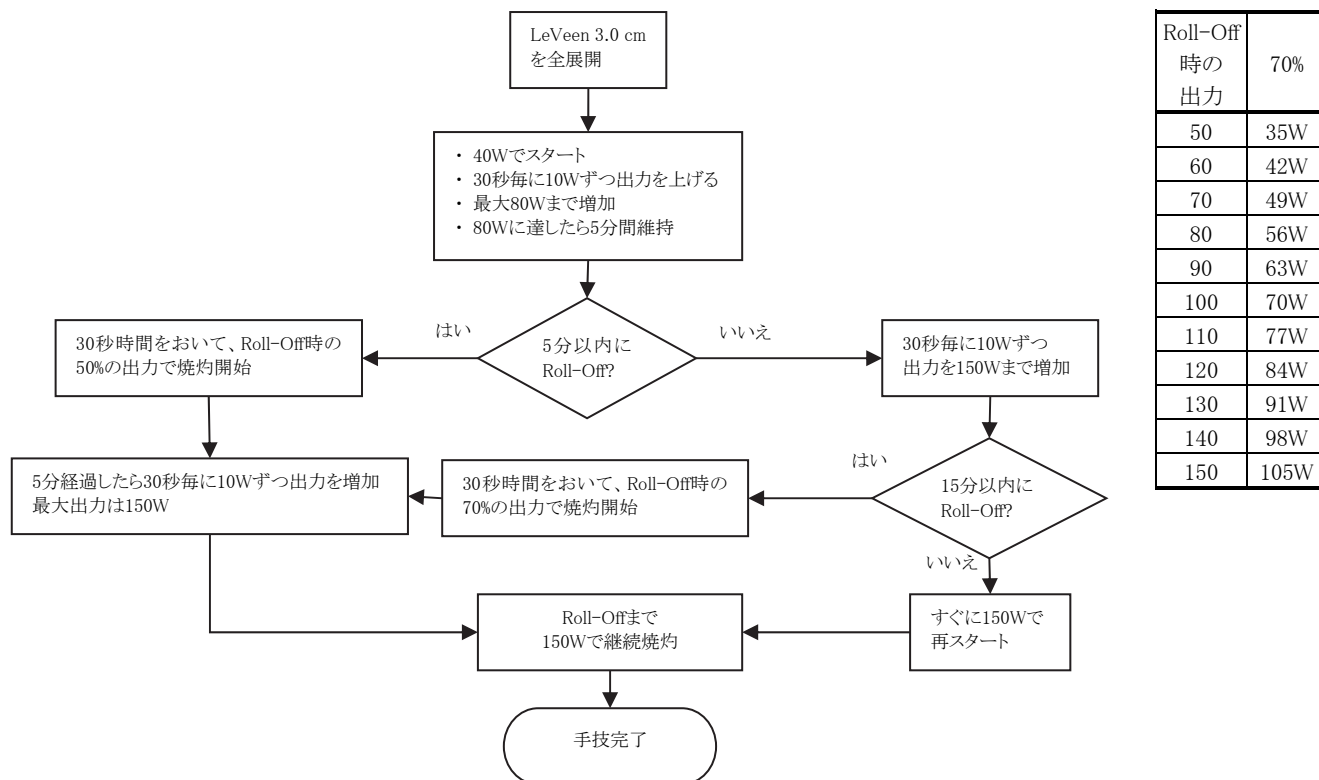 LeVeen 3.0 cm
を全展開
・ 40Wでスタート
・ 30秒毎に10Wずつ出力を上げる
・ 最大80Wまで増加
・ 80Wに達したら5分間維持
5分以内に
Roll-Off?
はい
いいえ
30秒時間をおいて、Roll-Off時の
50%の出力で焼灼開始
30秒毎に10Wずつ
出力を150Wまで増加
5分経過したら30秒毎に10Wずつ出力を増加
最大出力は150W
30秒時間をおいて、Roll-Off時の
70%の出力で焼灼開始
はい
15分以内に
Roll-Off?
いいえ
Roll-Offまで
150Wで継続焼灼
すぐに150Wで
再スタート
手技完了
Roll-Off
時の
出力
70%
50 35W
60 42W
70 49W
80 56W
90 63W
100 70W
110 77W
120 84W
130 91W
140 98W
150 105W